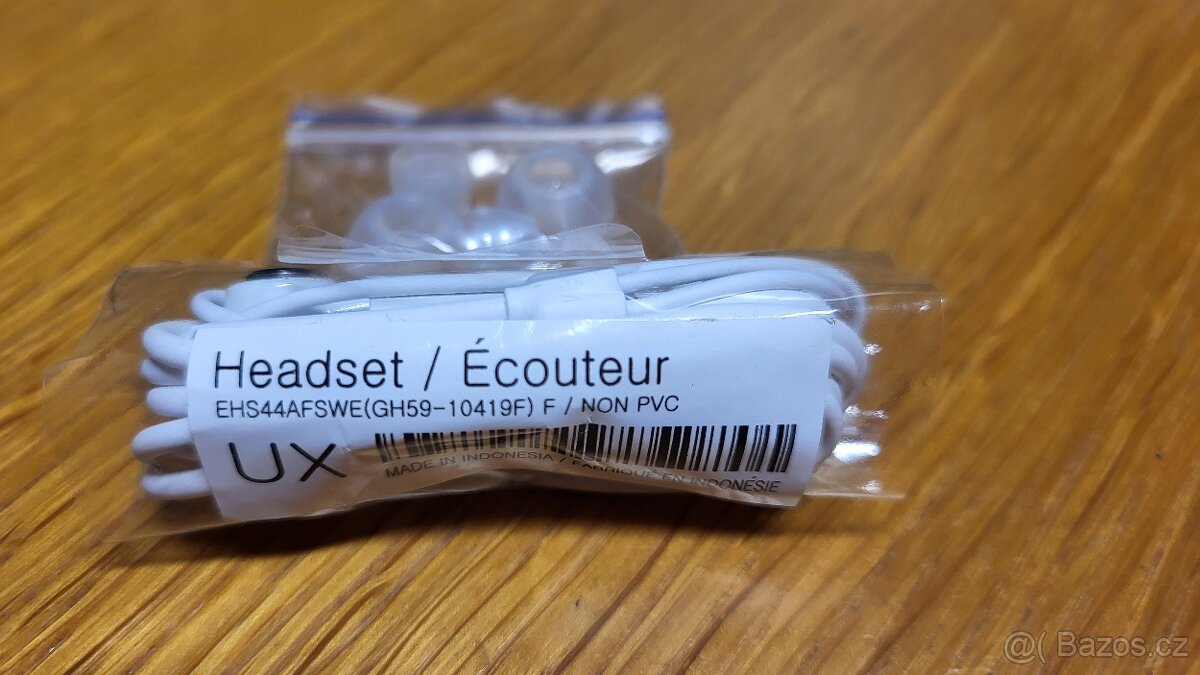 Headset / Écouteur
EHS44AFSWE(GH59-10419F) F / NON PVC
UX
MADE IN INDONESIA / FABRIQUÉ EN INDONÉSIE
@( Bazos.cz